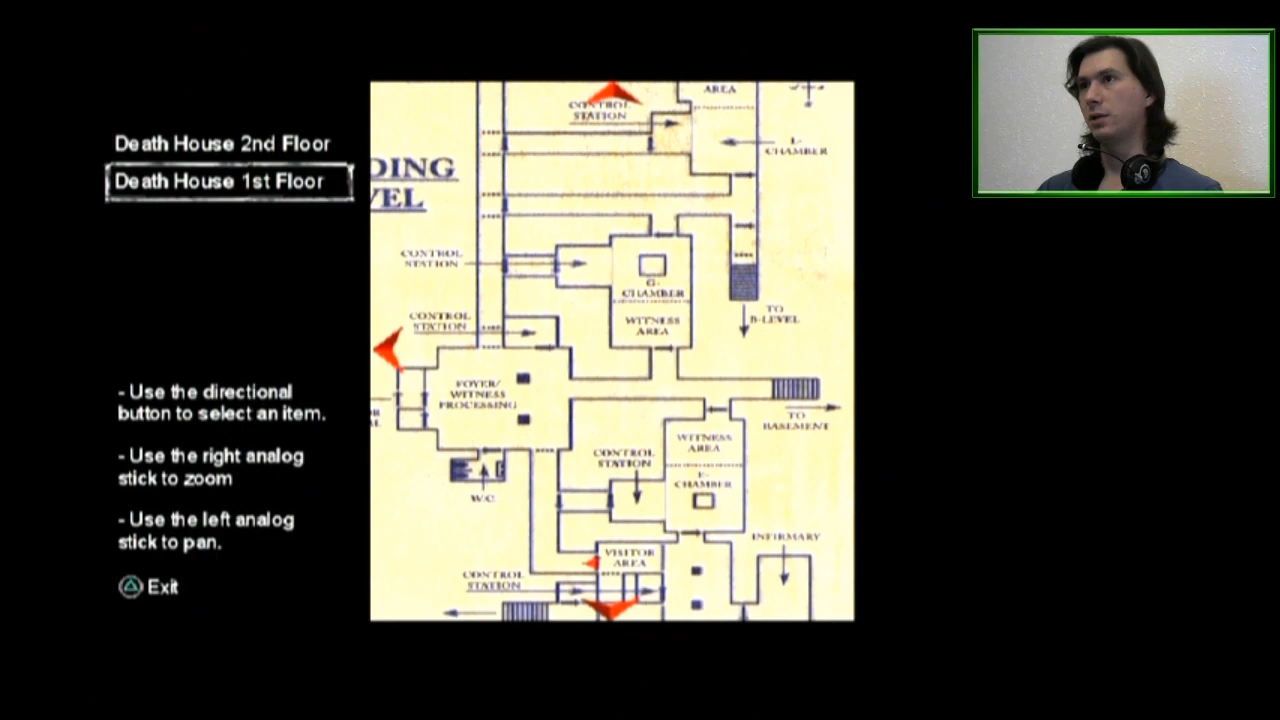 Death House 2nd Floor
Death House 1st Floor
- Use the directional
button to select an item.
- Use the right analog
stick to zoom
- Use the left analog
stick to pan.
Exit
AREA
CONTROL
STATION
CHAMBER
DING
VEL
CONTROL
STATION
G-
CHAMBER
WITNESS
AREA
TO
B-LEVEL
CONTROL
STATION
FOYER/
WITNESS
PROCESSING
TO
BASEMENT
WITNESS
AREA
CONTROL
STATION
CHAMBER
W.C.
INFIRMARY
VISITOR
AREA
CONTROL
STATION